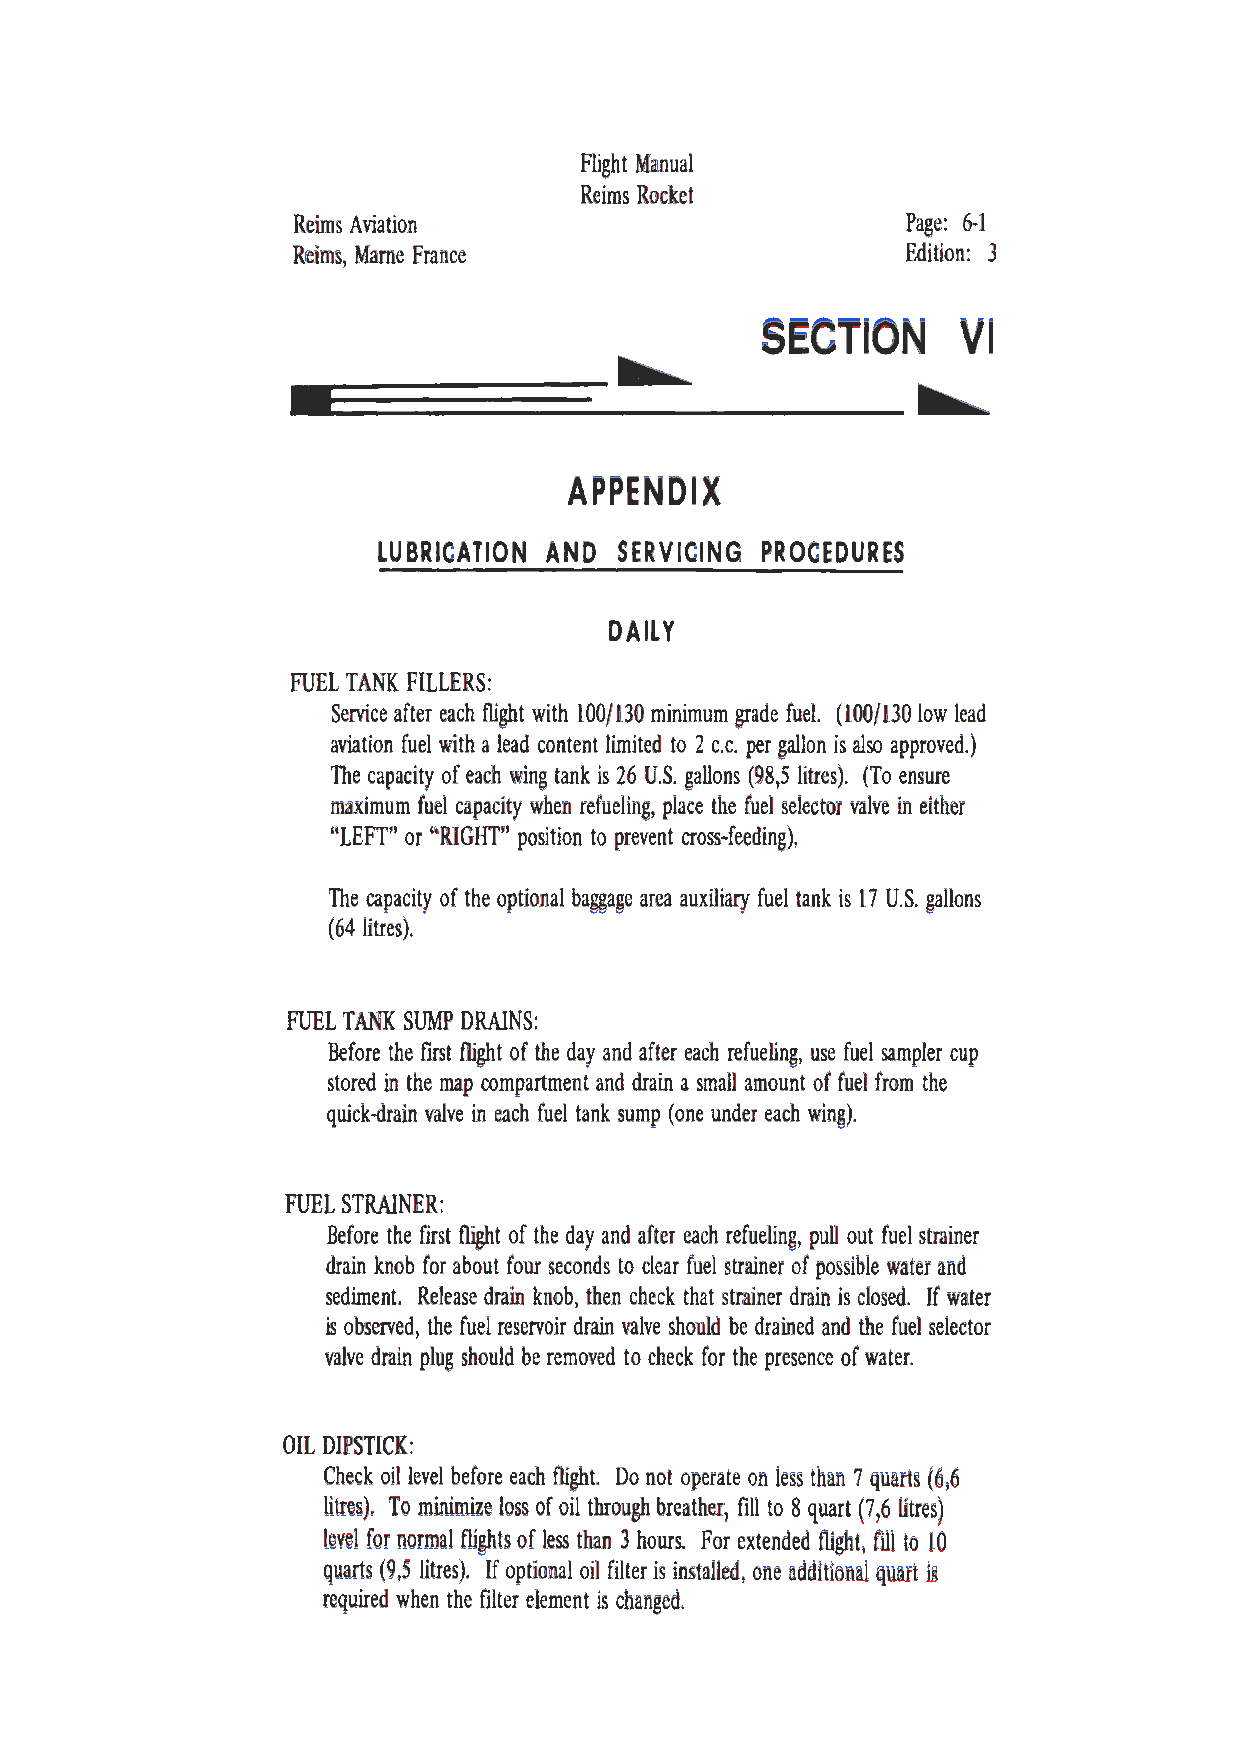 Flight Manual
Reims Rocket
Reims Aviation
Page: 6-1
Reims, Marne France
Edition: 3
SECTION VI
APPENDIX
LUBRICATION AND SERVICING PROCEDURES
DAILY
FUEL TANK FILLERS:
Service after each flight with 100/130 minimum grade fuel. (100/130 low lead
aviation fuel with a lead content limited to 2 c.c. per gallon is also approved.)
The capacity of each wing tank is 26 U.S. gallons (98,5 litres). (To ensure
maximum fuel capacity when refueling, place the fuel selector valve in either
“LEFT” or “RIGHT” position to prevent cross-feeding).
The capacity of the optional baggage area auxiliary fuel tank is 17 U.S. gallons
(64 litres).
FUEL TANK SUMP DRAINS:
Before the first flight of the day and after each refueling, use fuel sampler cup
stored in the map compartment and drain a small amount of fuel from the
quick-drain valve in each fuel tank sump (one under each wing).
FUEL STRAINER:
Before the first flight of the day and after each refueling, pull out fuel strainer
drain knob for about four seconds to clear fuel strainer of possible water and
sediment. Release drain knob, then check that strainer drain is closed. If water
is observed, the fuel reservoir drain valve should be drained and the fuel selector
valve drain plug should be removed to check for the presence of water.
OIL DIPSTICK:
Check oil level before each flight. Do not operate on less than 7 quarts (6,6
litres). To minimize loss of oil through breather, fill to 8 quart (7,6 litres)
level for normal flights of less than 3 hours. For extended flight, fill to 10
quarts (9,5 litres). If optional oil filter is installed, one additional quart is
required when the filter element is changed.